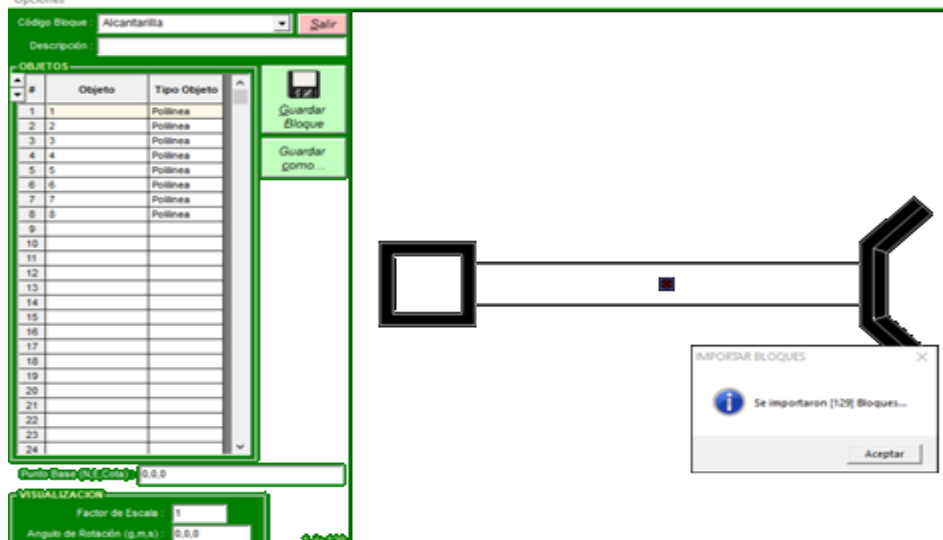 Opciones
Código Bloque : Alcantarilla Salir
Descripción :
OBJETOS
# Objeto Tipo Objeto
1 1 Polilinea
2 2 Polilinea
3 3 Polilinea
4 4 Polilinea
5 5 Polilinea
6 6 Polilinea
7 7 Polilinea
8 8 Polilinea
9
10
11
12
13
14
15
16
17
18
19
20
21
22
23
24
Guardar
Bloque
Guardar
como...
IMPORTAR BLOQUES
Se importaron [129] Bloques...
Aceptar
Punto Base (N,E,Cota) : 0,0,0
VISUALIZACION
Factor de Escala : 1
Angulo de Rotación (g,m,s) : 0,0,0